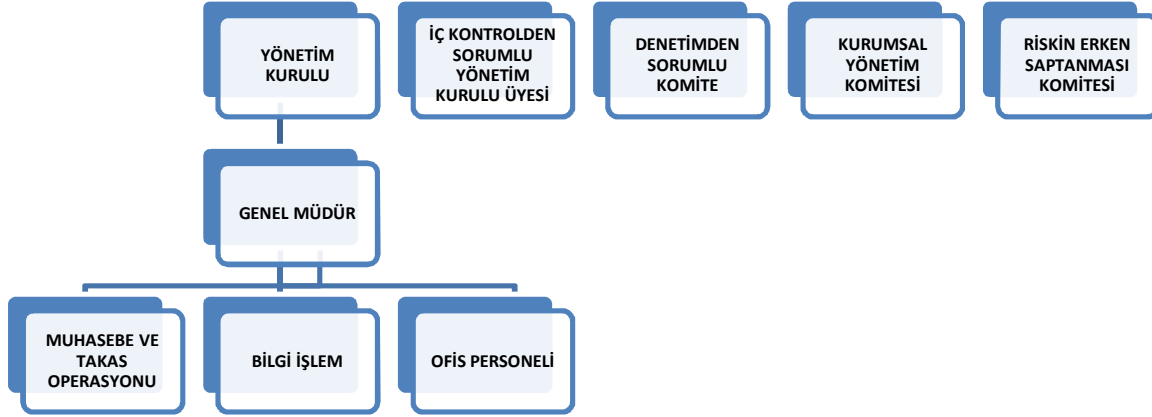 YÖNETİM
KURULU
İÇ KONTROLDEN
SORUMLU
YÖNETİM
KURULU ÜYESİ
DENETİMDEN
SORUMLU
KOMİTE
KURUMSAL
YÖNETİM
KOMİTESİ
RİSKİN ERKEN
SAPTANMASI
KOMİTESİ
GENEL MÜDÜR
MUHASEBE VE
TAKAS
OPERASYONU
BİLGİ İŞLEM
OFİS PERSONELİ